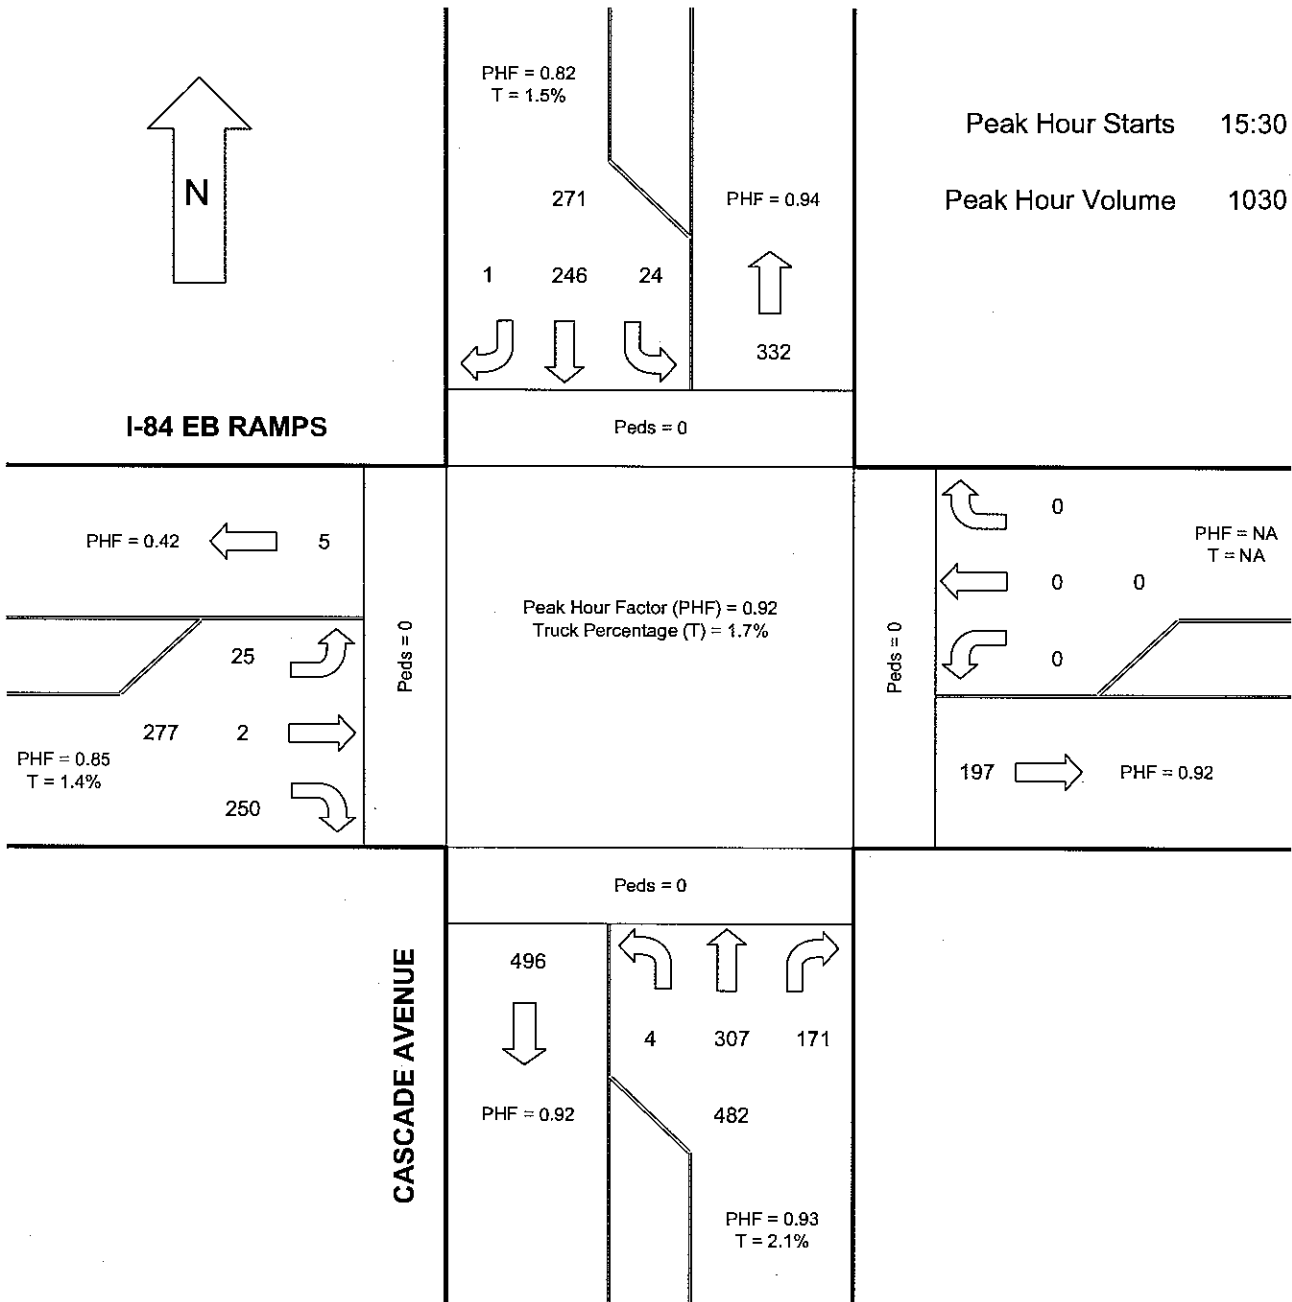 PHF = 0.82
T = 1.5%
Peak Hour Starts 15:30
N
271
PHF = 0.94
Peak Hour Volume 1030
1 246 24
332
I-84 EB RAMPS
Peds = 0
0
PHF = NA
T = NA
PHF = 0.42 5
0 0
Peak Hour Factor (PHF) = 0.92
Truck Percentage (T) = 1.7%
Peds = 0
Peds = 0
25
0
277 2
PHF = 0.85
T = 1.4%
197 PHF = 0.92
250
Peds = 0
CASCADE AVENUE
496
4 307 171
PHF = 0.92
482
PHF = 0.93
T = 2.1%